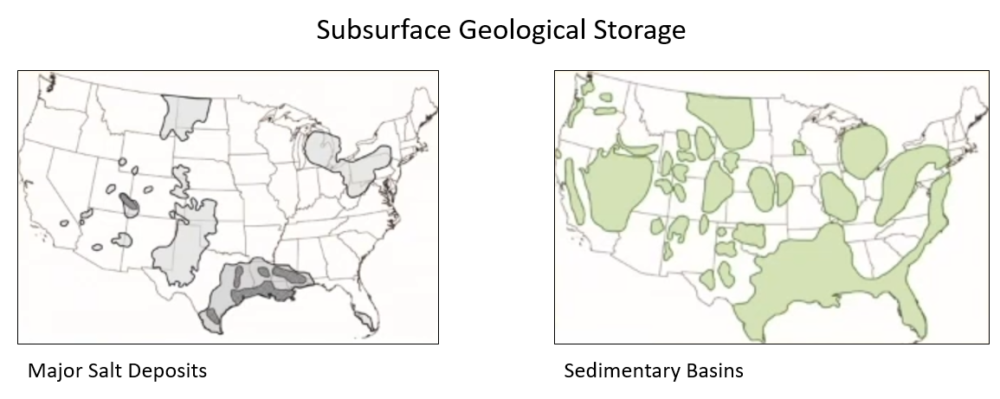 Subsurface Geological Storage
Major Salt Deposits
Sedimentary Basins